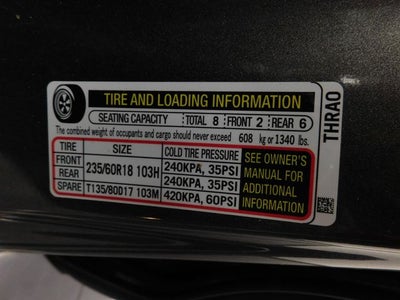 TIRE AND LOADING INFORMATION
SEATING CAPACITY TOTAL 8 FRONT 2 REAR 6
The combined weight of occupants and cargo should never exceed 608 kg or 1340 lbs.
TIRE SIZE COLD TIRE PRESSURE
FRONT 235/60R18 103H 240KPA, 35PSI
REAR 240KPA, 35PSI
SPARE T135/80D17 103M 420KPA, 60PSI
SEE OWNER'S
MANUAL FOR
ADDITIONAL
INFORMATION
THRA0